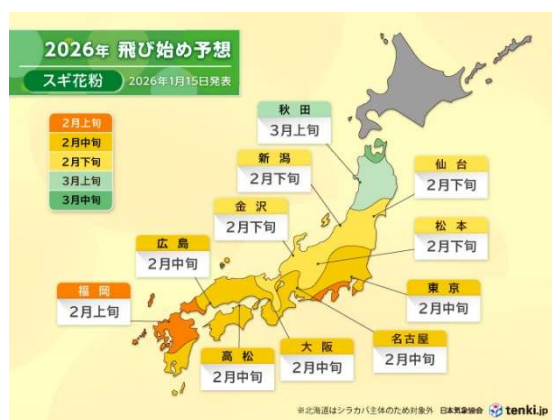 2026年 飛び始め予想
スギ花粉 2026年1月15日発表
2月上旬
2月中旬
2月下旬
3月上旬
3月中旬
秋田
3月上旬
新潟
2月下旬
仙台
2月下旬
金沢
2月下旬
松本
2月下旬
広島
2月中旬
福岡
2月上旬
東京
2月中旬
高松
2月中旬
大阪
2月中旬
名古屋
2月中旬
※北海道はシラカバ主体のため対象外 日本気象協会 tenki.jp